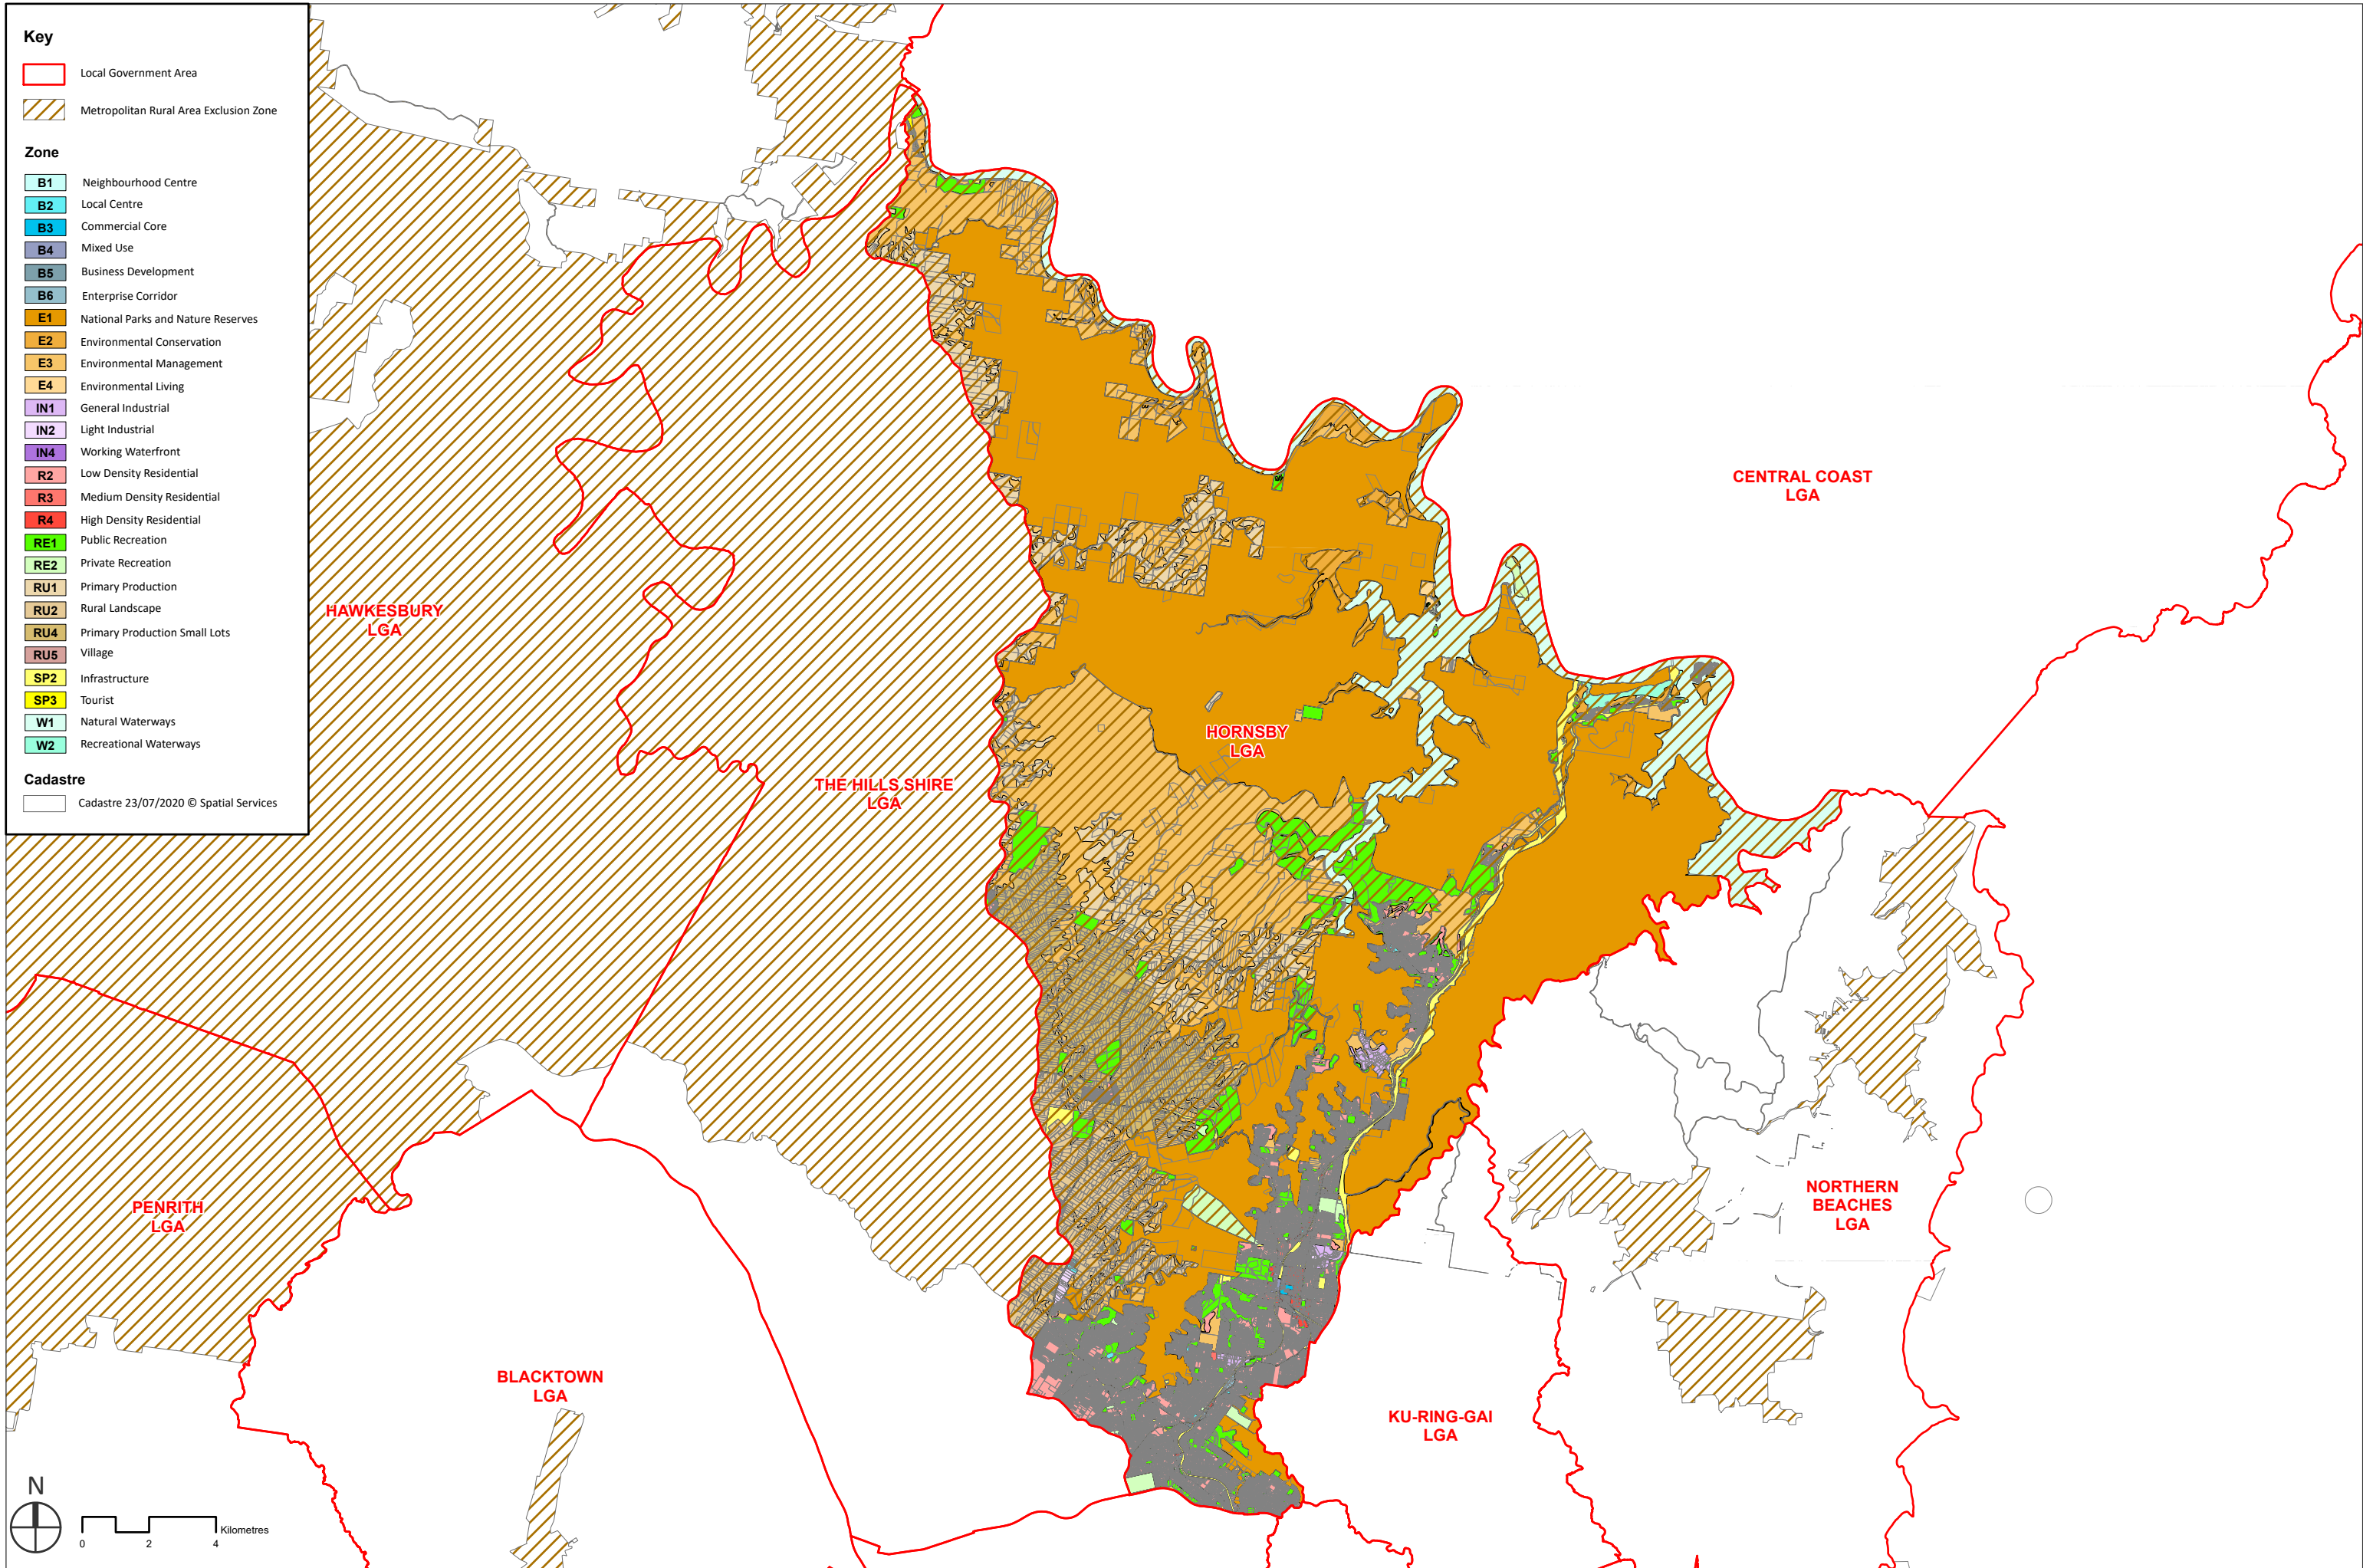 Key
Local Government Area
Metropolitan Rural Area Exclusion Zone
Zone
B1 Neighbourhood Centre
B2 Local Centre
B3 Commercial Core
B4 Mixed Use
B5 Business Development
B6 Enterprise Corridor
E1 National Parks and Nature Reserves
E2 Environmental Conservation
E3 Environmental Management
E4 Environmental Living
IN1 General Industrial
IN2 Light Industrial
IN4 Working Waterfront
R2 Low Density Residential
R3 Medium Density Residential
R4 High Density Residential
RE1 Public Recreation
RE2 Private Recreation
RU1 Primary Production
RU2 Rural Landscape
RU4 Primary Production Small Lots
RU5 Village
SP2 Infrastructure
SP3 Tourist
W1 Natural Waterways
W2 Recreational Waterways
Cadastre
Cadastre 23/07/2020 © Spatial Services
CENTRAL COAST
LGA
HAWKESBURY
LGA
HORNSBY
LGA
THE HILLS SHIRE
LGA
PENRITH
LGA
NORTHERN
BEACHES
LGA
BLACKTOWN
LGA
KU-RING-GAI
LGA
N
Kilometres
0 2 4